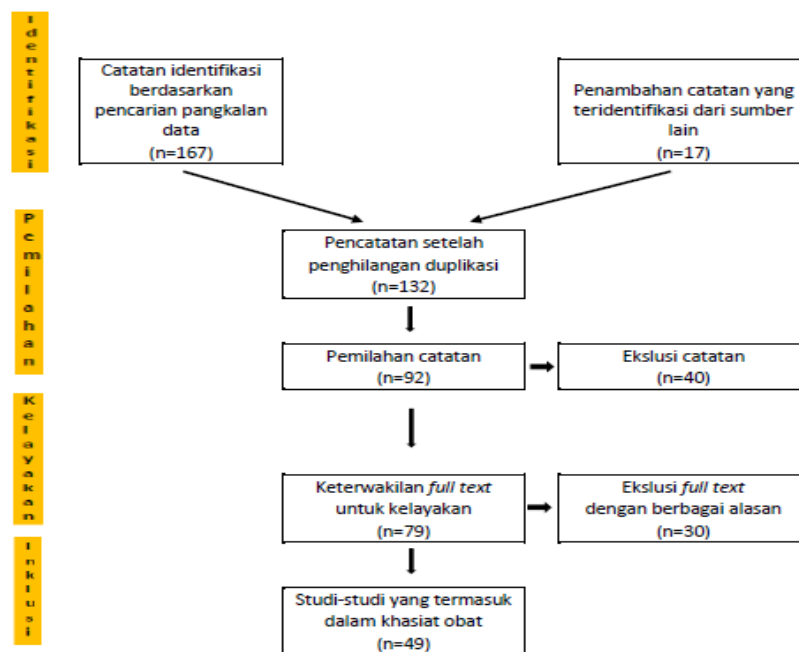 Identifikasi
Catatan identifikasi
berdasarkan
pencarian pangkalan
data
(n=167)
Penambahan catatan yang
teridentifikasi dari sumber
lain
(n=17)
Pemilahan
Pencatatan setelah
penghilangan duplikasi
(n=132)
Pemilahan catatan
(n=92)
Ekslusi catatan
(n=40)
Kelayakan
Keterwakilan full text
untuk kelayakan
(n=79)
Ekslusi full text
dengan berbagai alasan
(n=30)
Inklusi
Studi-studi yang termasuk
dalam khasiat obat
(n=49)